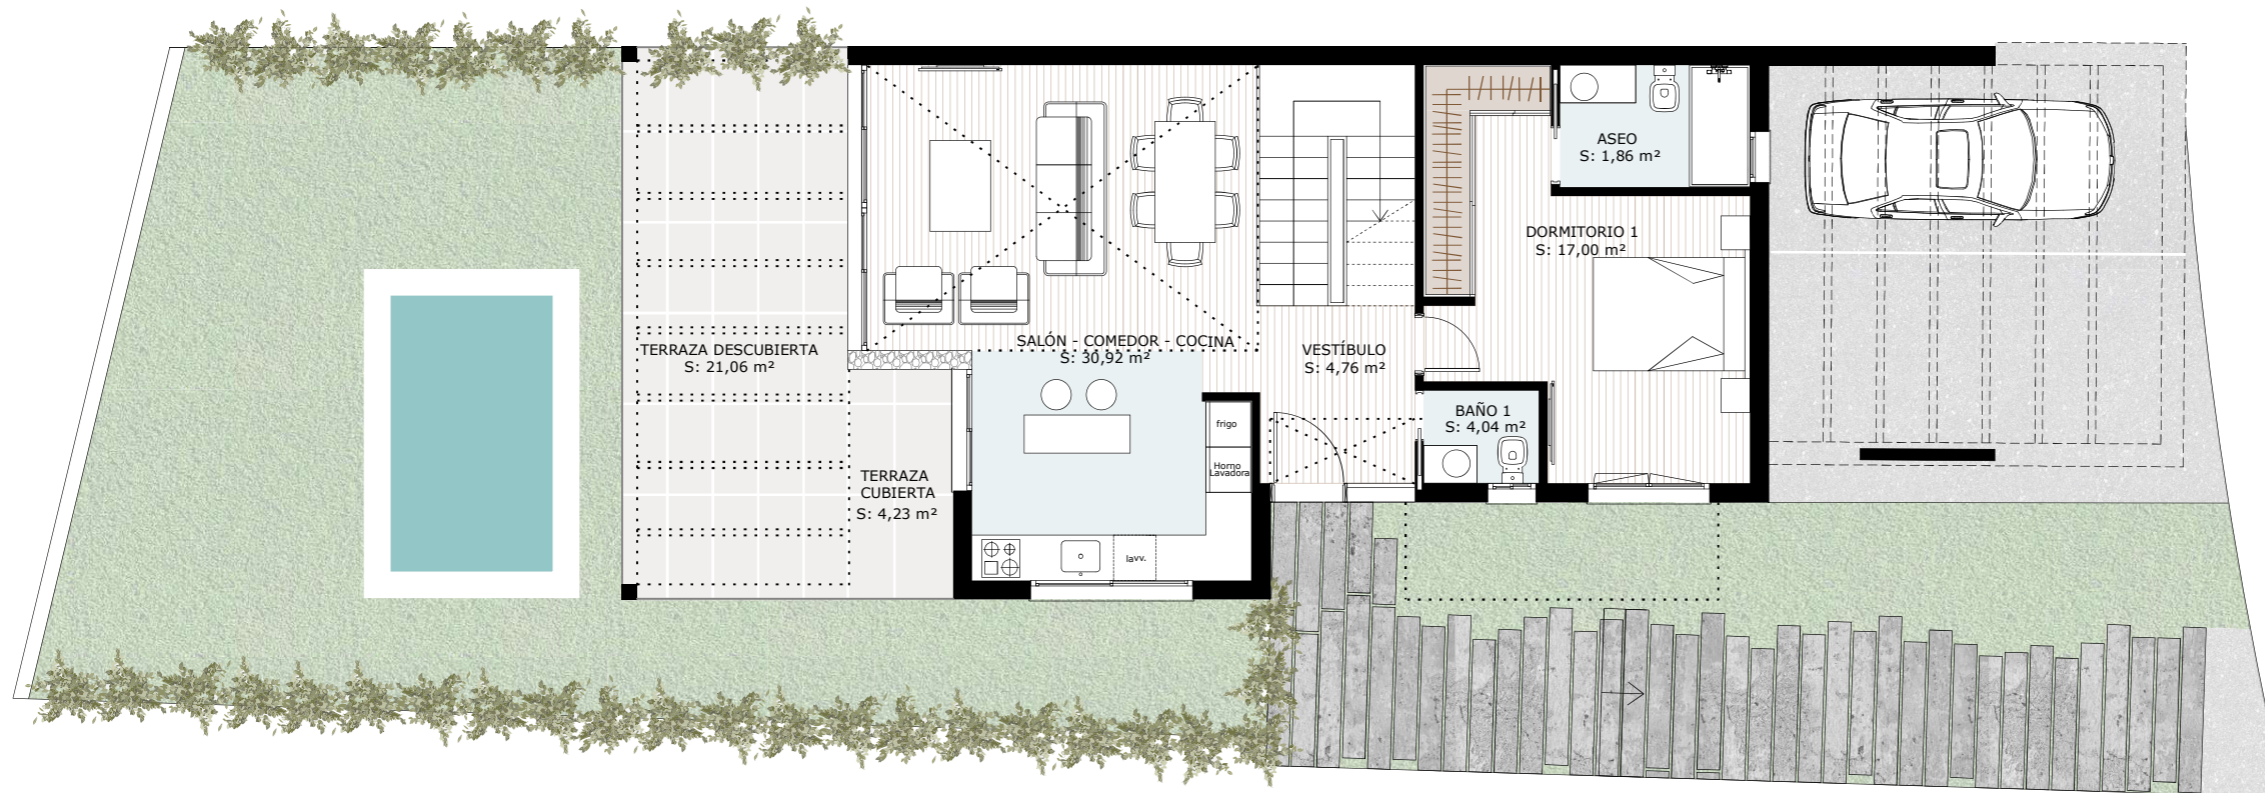 ASEO
S: 1,86 m²
DORMITORIO 1
S: 17,00 m²
TERRAZA DESCUBIERTA
S: 21,06 m²
SALÓN - COMEDOR - COCINA
S: 30,92 m²
VESTÍBULO
S: 4,76 m²
BAÑO 1
S: 4,04 m²
frigo
Horno
Lavadora
TERRAZA
CUBIERTA
S: 4,23 m²
lavv.